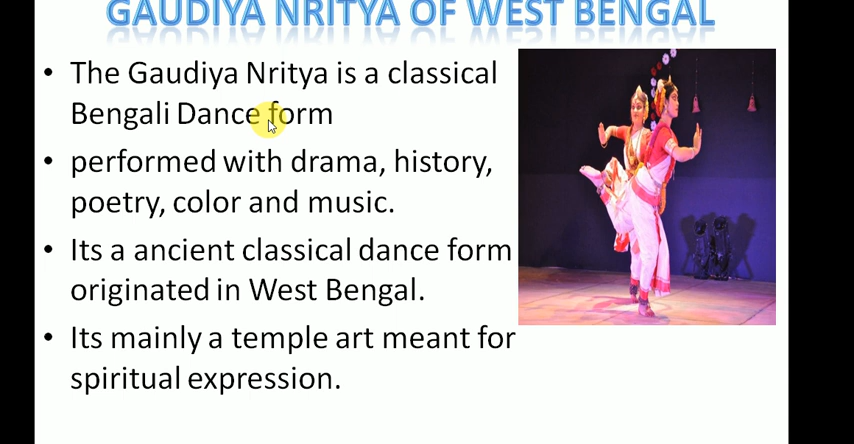 GAUDIYA NRITYA OF WEST BENGAL
• The Gaudiya Nritya is a classical
Bengali Dance form
• performed with drama, history,
poetry, color and music.
• Its a ancient classical dance form
originated in West Bengal.
• Its mainly a temple art meant for
spiritual expression.